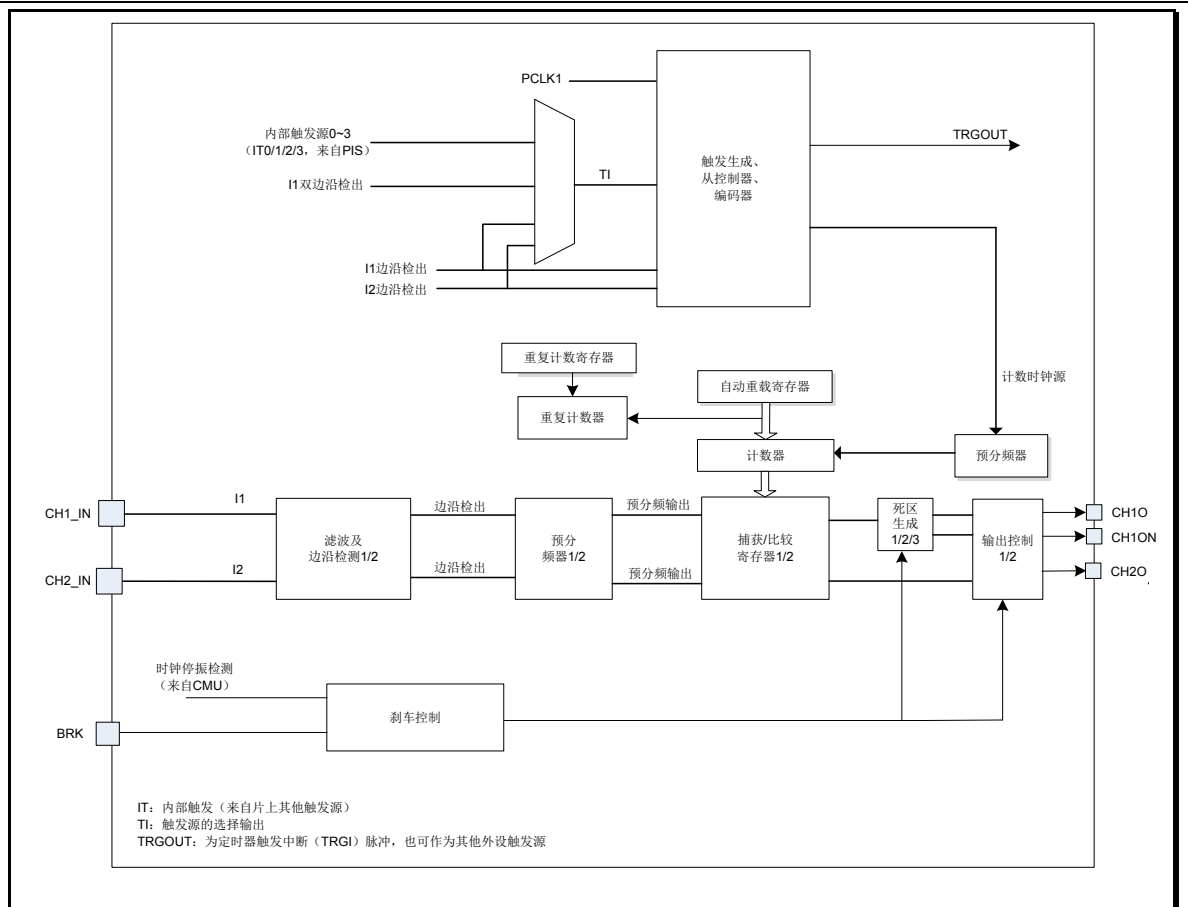 PCLK1
内部触发源0~3
（IT0/1/2/3，来自PIS）
I1双边沿检出
TI
I1边沿检出
I2边沿检出
触发生成、
从控制器、
编码器
TRGOUT
计数时钟源
重复计数寄存器
自动重载寄存器
重复计数器
计数器
预分频器
CH1_IN
I1
CH2_IN
I2
滤波及
边沿检测1/2
边沿检出
边沿检出
预分
频器1/2
预分频输出
预分频输出
捕获/比较
寄存器1/2
死区
生成
1/2/3
输出控制
1/2
CH1O
CH1ON
CH2O
时钟停振检测
（来自CMU）
BRK
刹车控制
IT：内部触发（来自片上其他触发源）
TI：触发源的选择输出
TRGOUT：为定时器触发中断（TRGI）脉冲，也可作为其他外设触发源